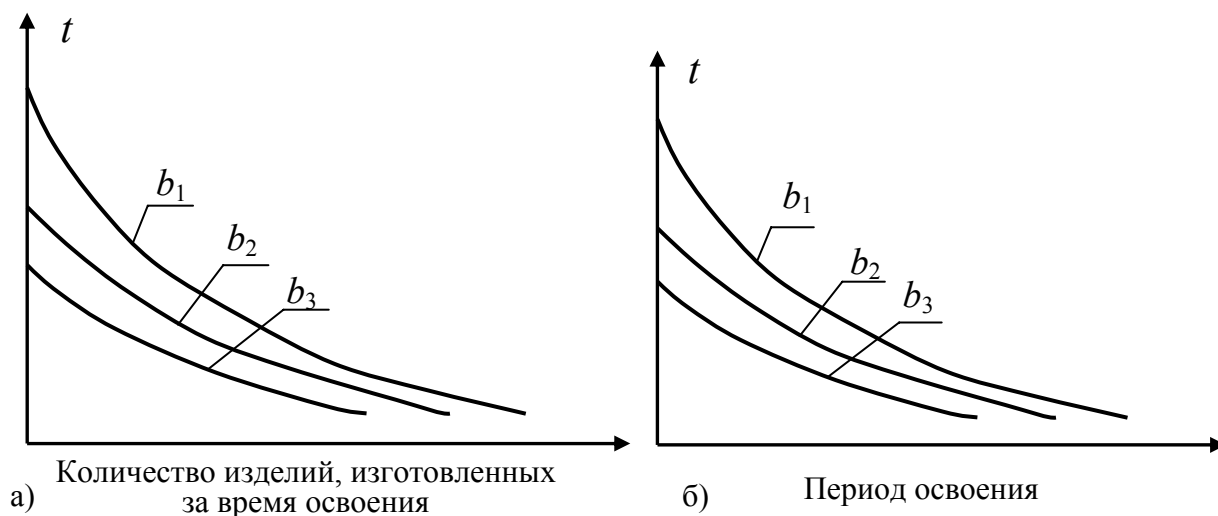 t
b1
b2
b3
а)
Количество изделий, изготовленных
за время освоения
t
b1
b2
b3
б)
Период освоения